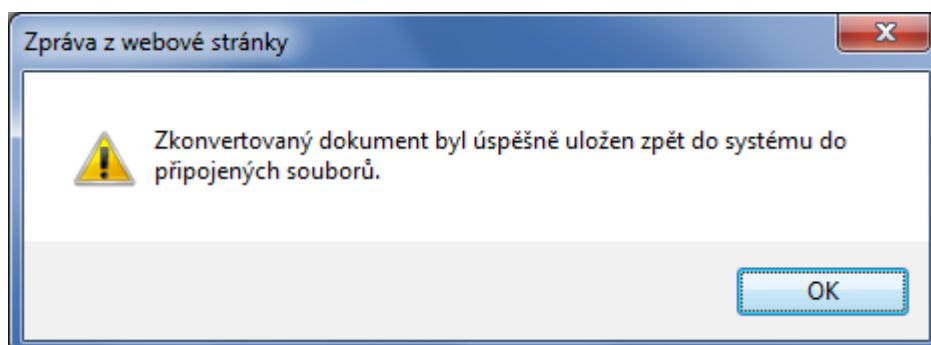 Zpráva z webové stránky
Zkonvertovaný dokument byl úspěšně uložen zpět do systému do
připojených souborů.
OK